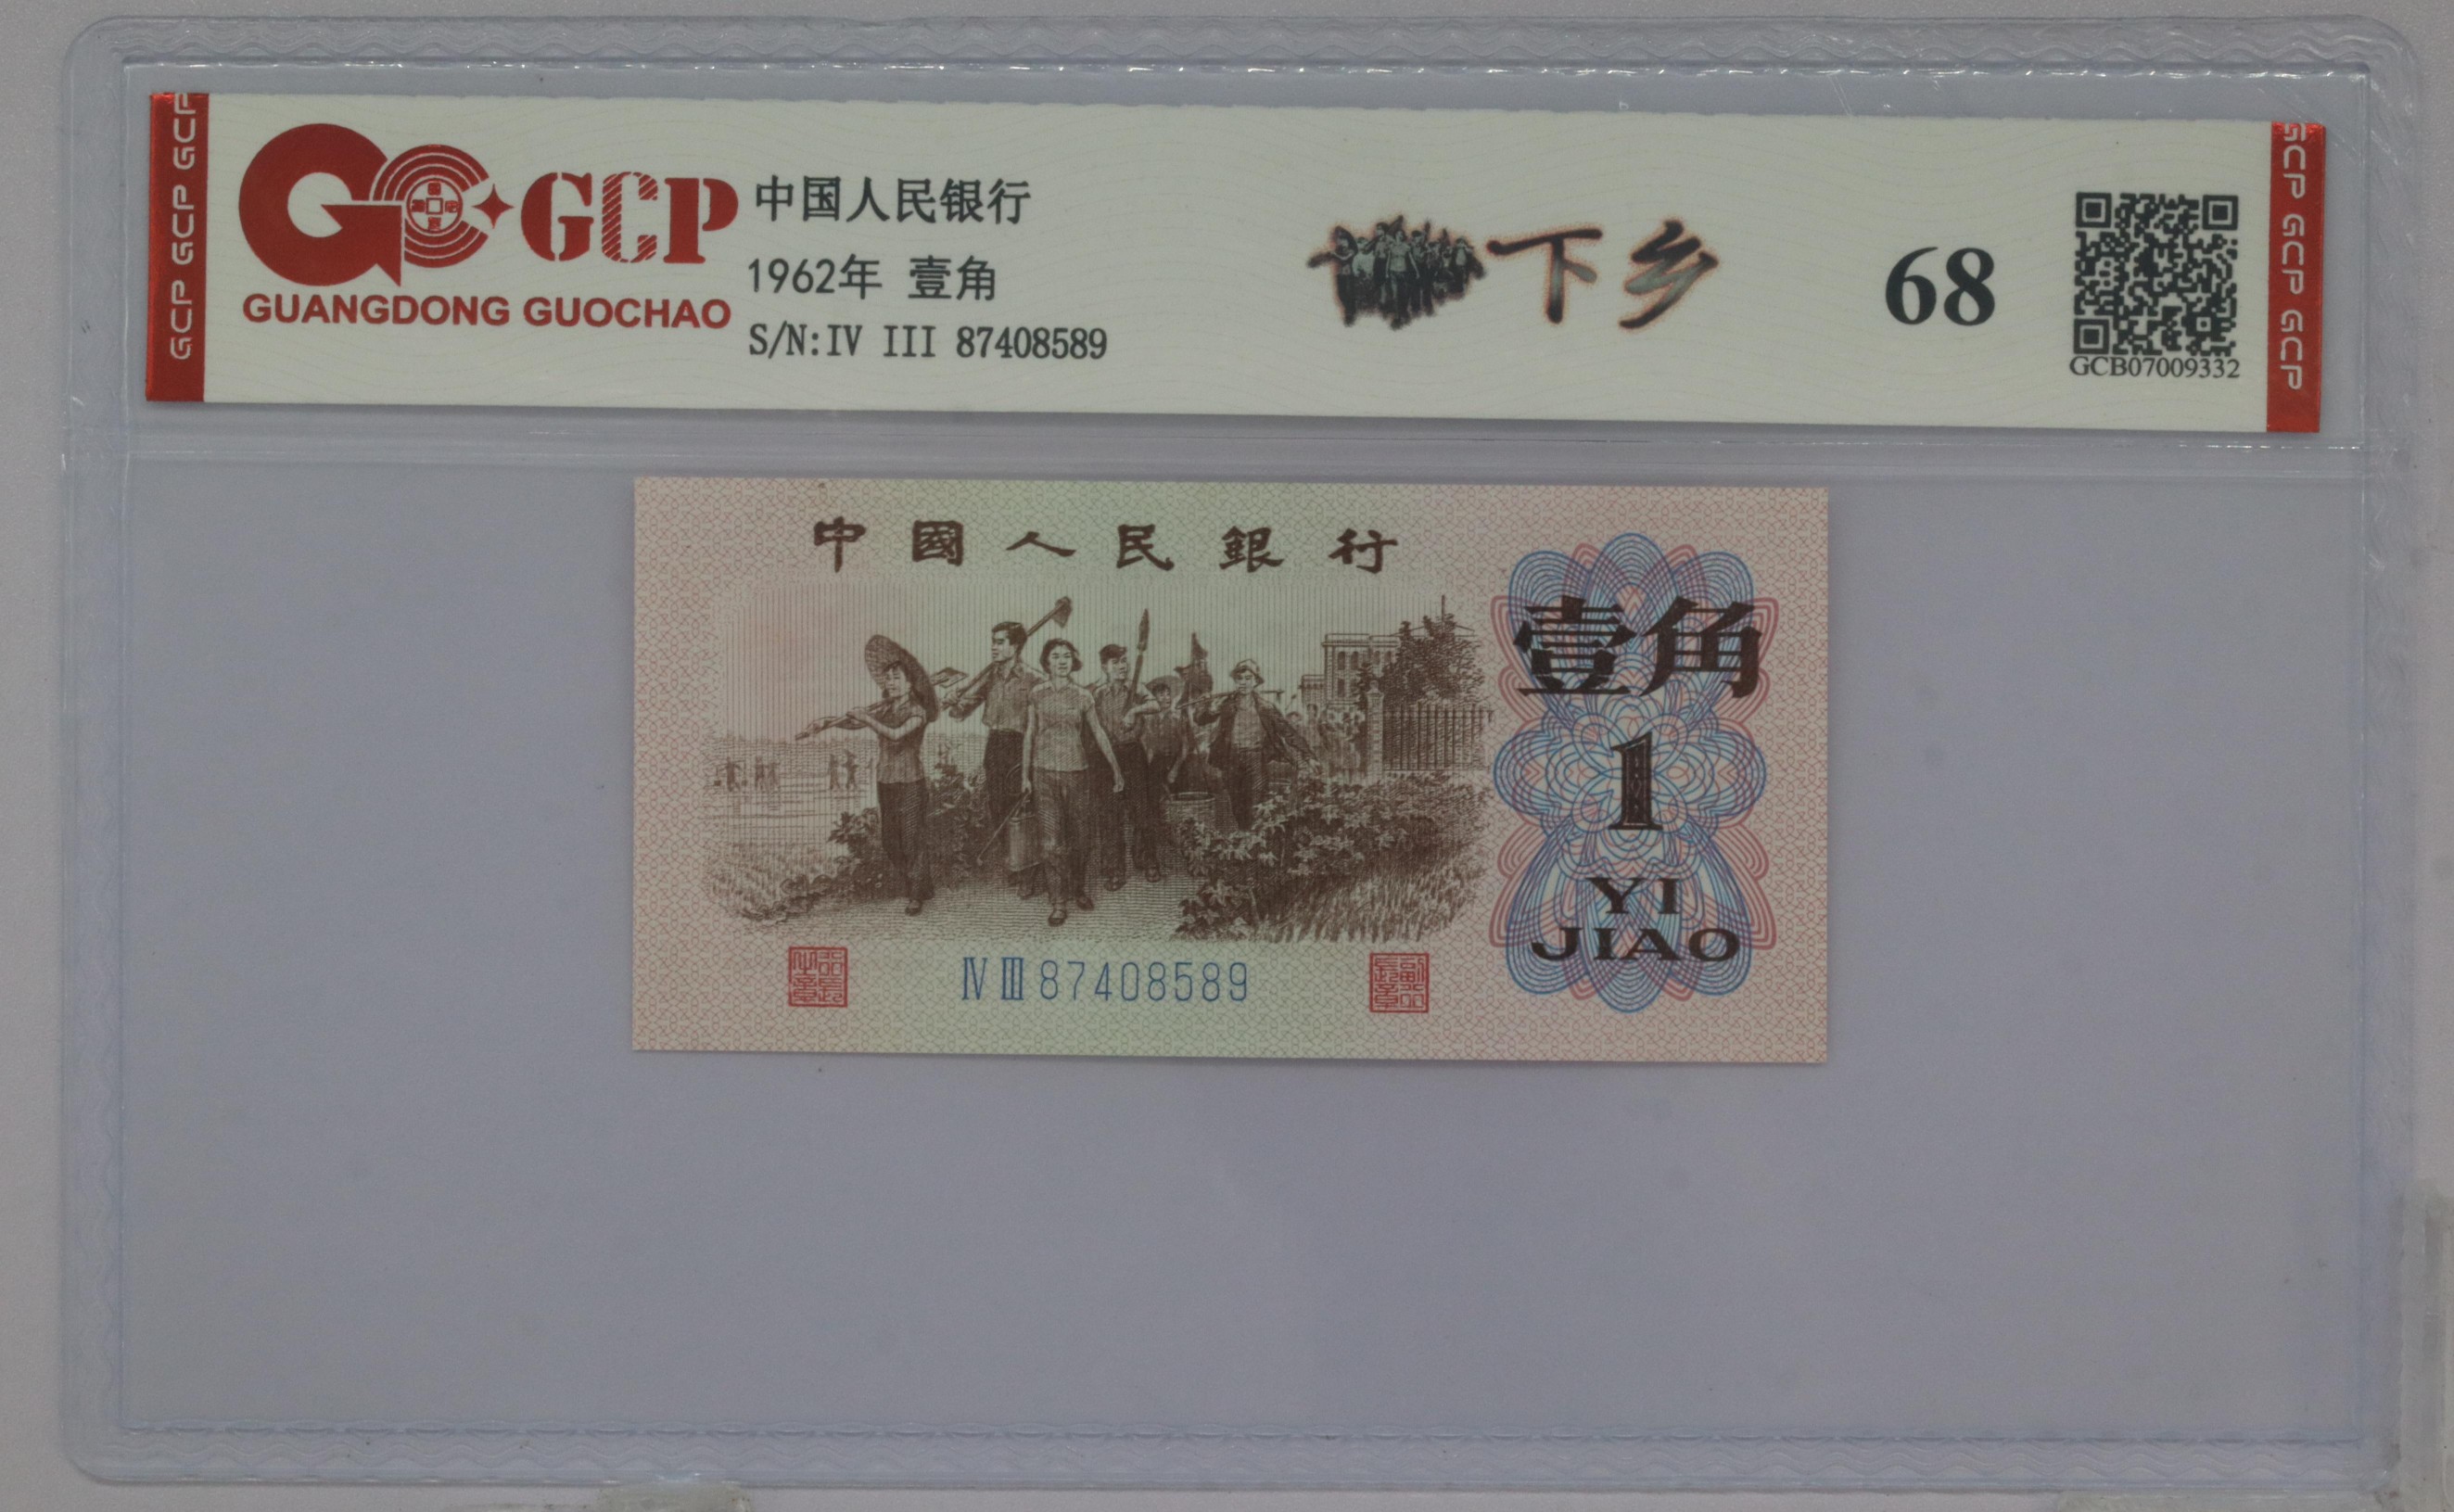 GCP GCP GCP
GCP
GUANGDONG GUOCHAO
中国人民银行
1962年 壹角
S/N:IV III 87408589
下乡
68
GCB07009332
GCP GCP GCP
中國人民銀行
壹角
1
YI
JIAO
IV III 87408589